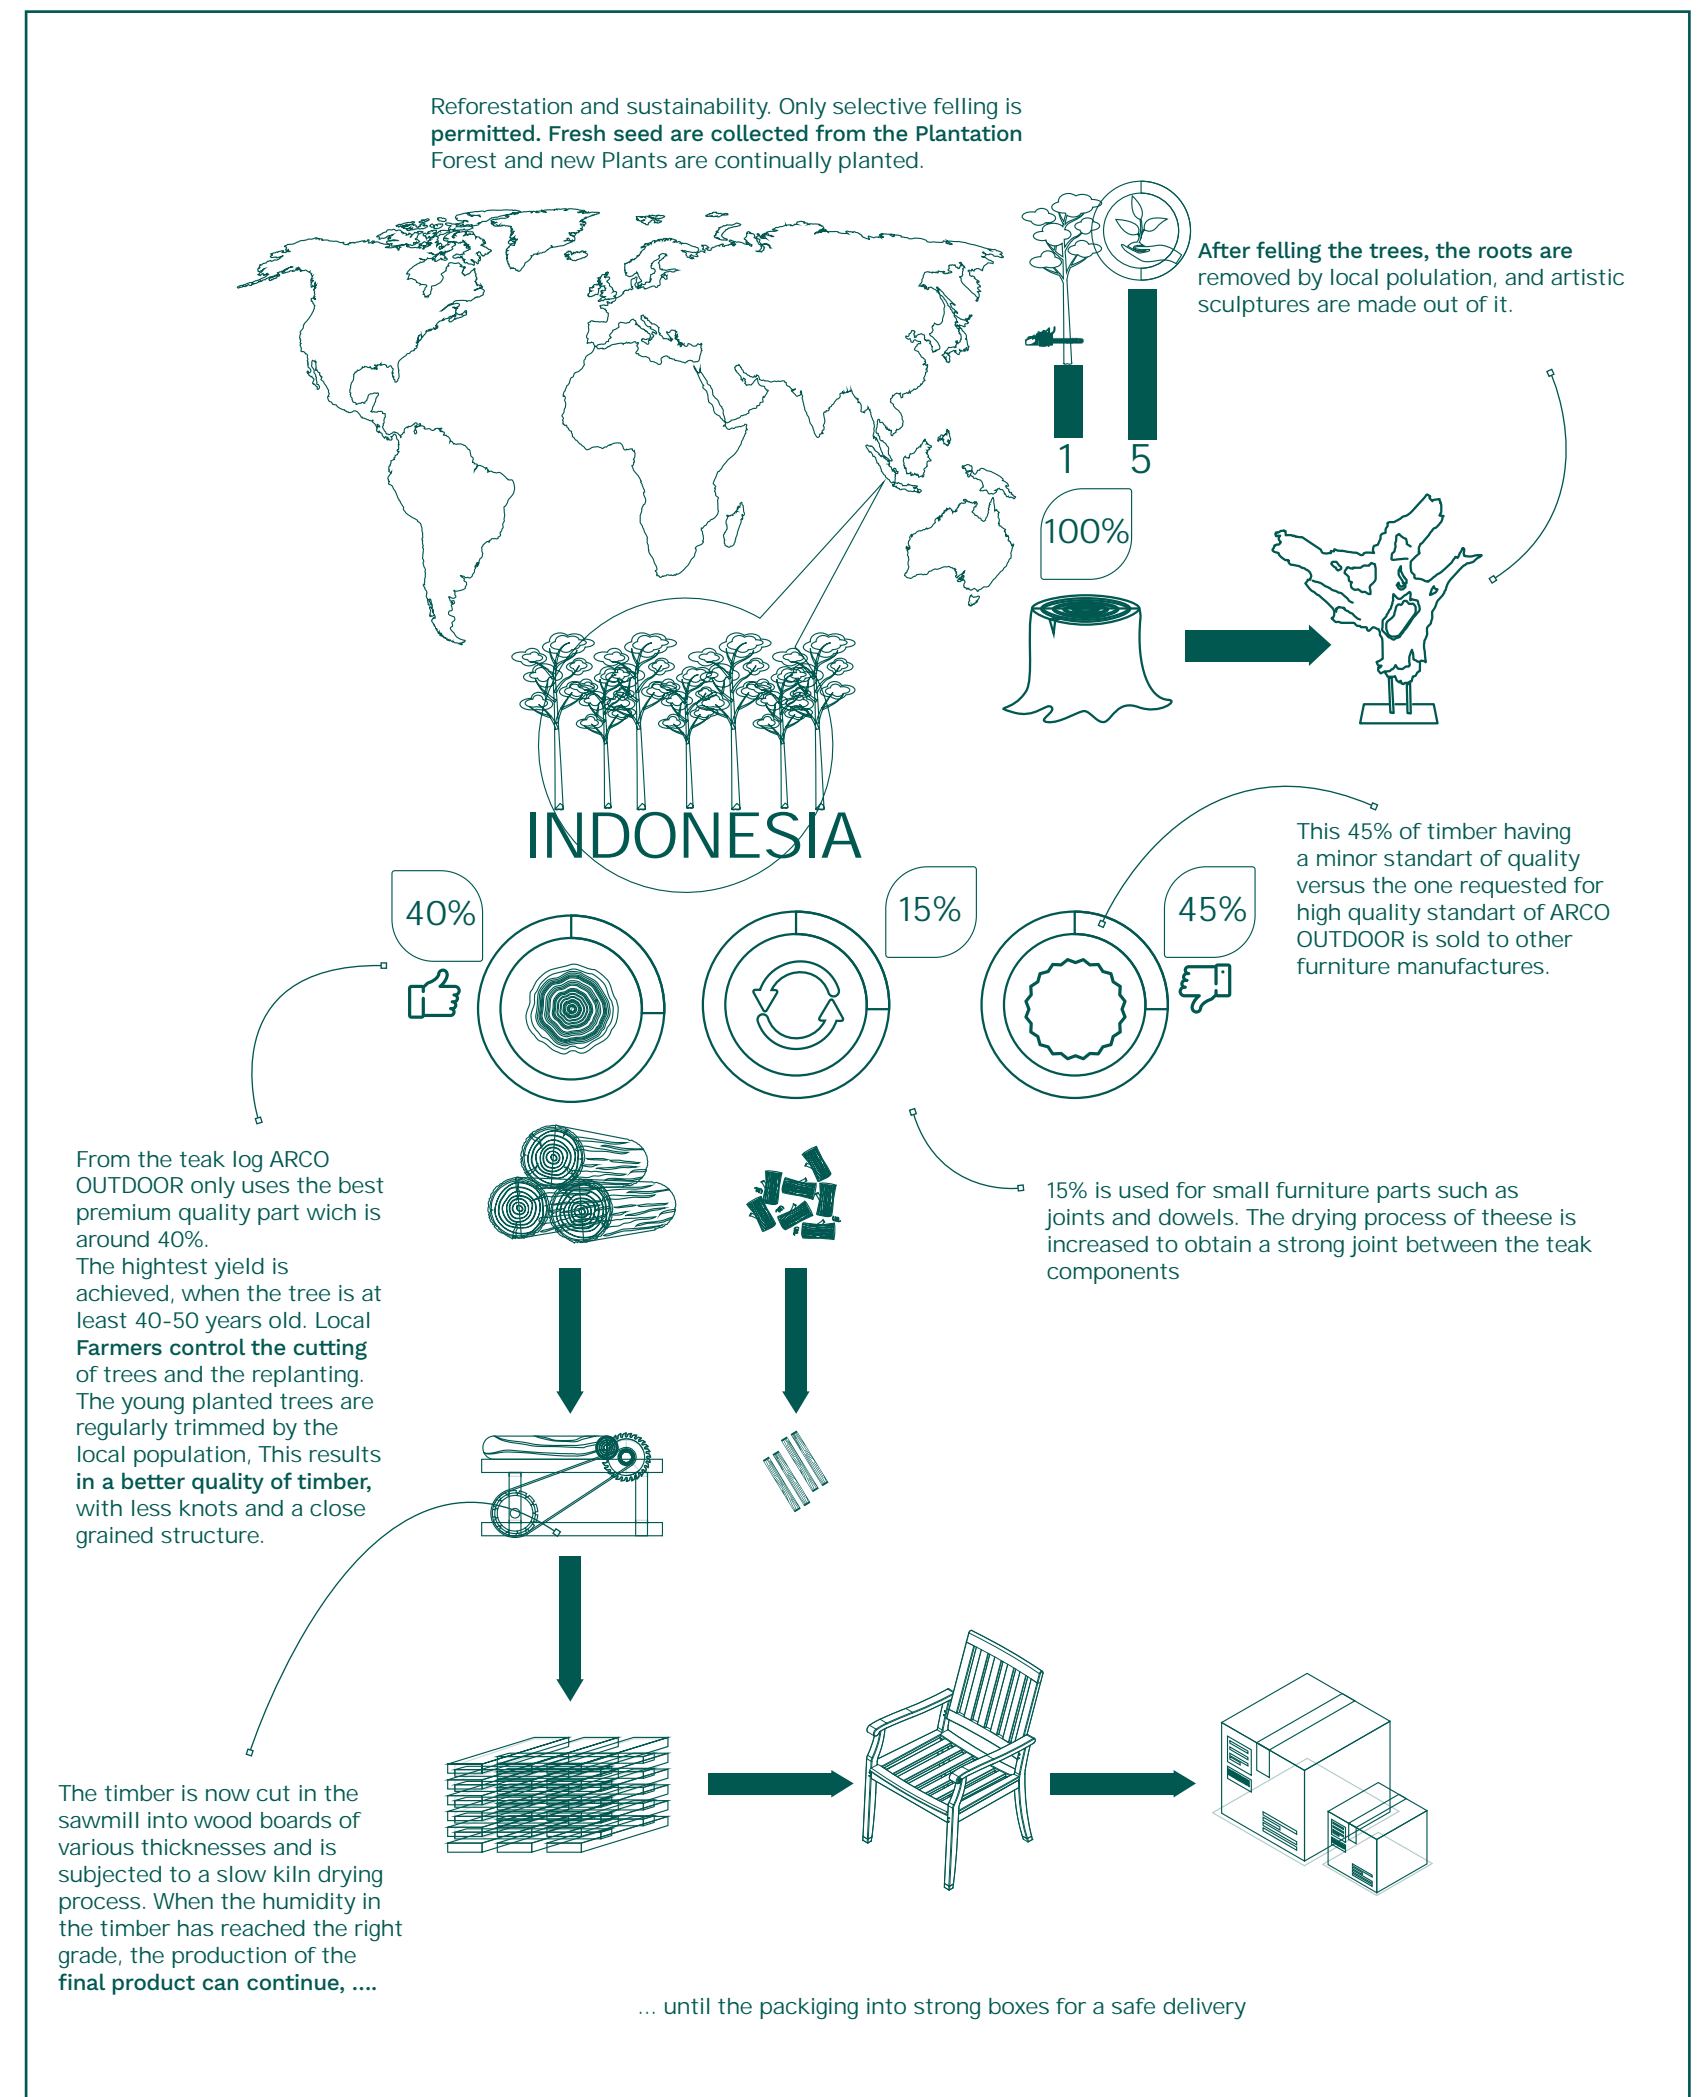 Reforestation and sustainability. Only selective felling is
permitted. Fresh seed are collected from the Plantation
Forest and new Plants are continually planted.
After felling the trees, the roots are
removed by local polulation, and artistic
sculptures are made out of it.
1
5
100%
INDONESIA
This 45% of timber having
a minor standart of quality
versus the one requested for
high quality standart of ARCO
OUTDOOR is sold to other
furniture manufactures.
40%
15%
45%
From the teak log ARCO
OUTDOOR only uses the best
premium quality part wich is
around 40%.
The hightest yield is
achieved, when the tree is at
least 40-50 years old. Local
Farmers control the cutting
of trees and the replanting.
The young planted trees are
regularly trimmed by the
local population, This results
in a better quality of timber,
with less knots and a close
grained structure.
15% is used for small furniture parts such as
joints and dowels. The drying process of theese is
increased to obtain a strong joint between the teak
components
The timber is now cut in the
sawmill into wood boards of
various thicknesses and is
subjected to a slow kiln drying
process. When the humidity in
the timber has reached the right
grade, the production of the
final product can continue, ....
... until the packiging into strong boxes for a safe delivery